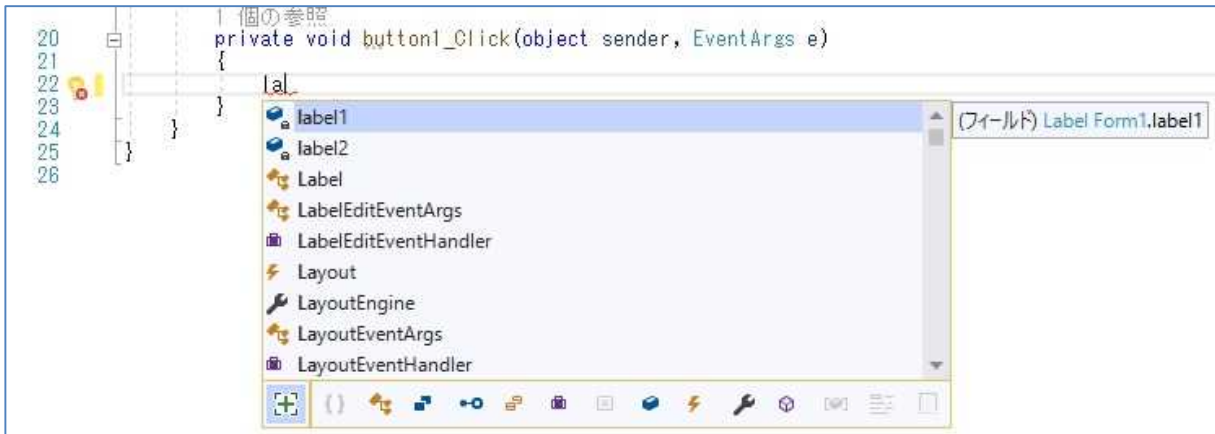 1 個の参照
20 private void button1_Click(object sender, EventArgs e)
21 {
22 la
23 }
24 }
25 }
26
label1
(フィールド) Label Form1.label1
label2
Label
LabelEditEventArgs
LabelEditEventHandler
Layout
LayoutEngine
LayoutEventArgs
LayoutEventHandler